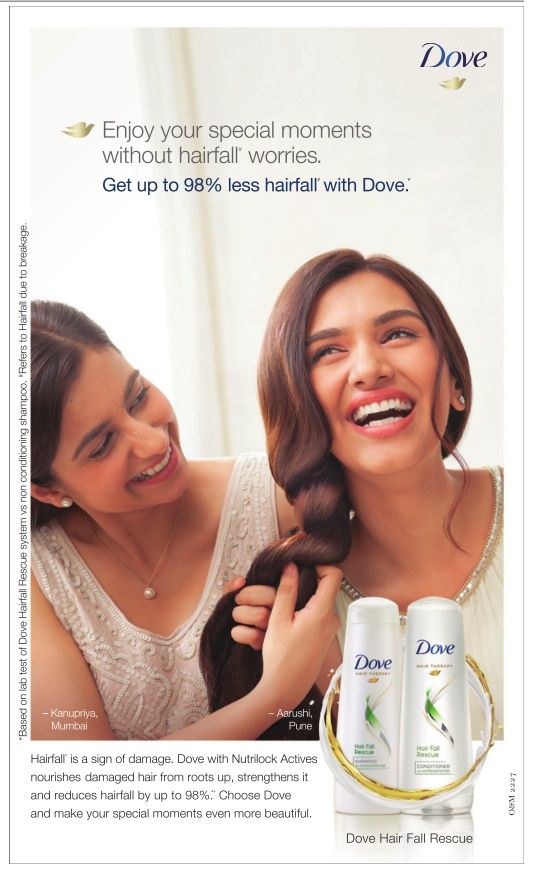 Dove
Enjoy your special moments
without hairfall# worries.
Get up to 98% less hairfall# with Dove.*
*Based on lab test of Dove Hairfall Rescue system vs non conditioning shampoo. #Refers to Hairfall due to breakage.
– Kanupriya,
Mumbai
– Aarushi,
Pune
Dove
HAIR THERAPY
Hair Fall
Rescue
SHAMPOO
Dove
HAIR THERAPY
Hair Fall
Rescue
CONDITIONER
Hairfall# is a sign of damage. Dove with Nutrilock Actives
nourishes damaged hair from roots up, strengthens it
and reduces hairfall by up to 98%.*# Choose Dove
and make your special moments even more beautiful.
Dove Hair Fall Rescue
OSM 2227